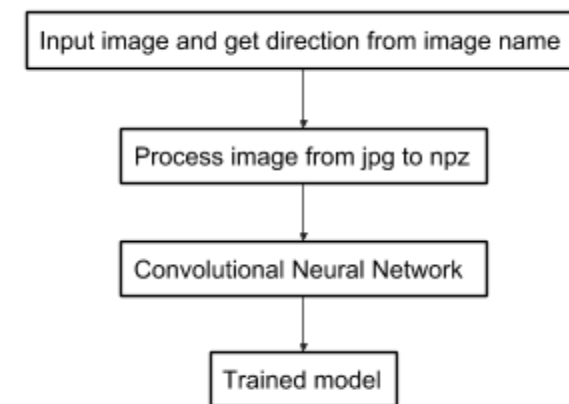 Input image and get direction from image name
Process image from jpg to npz
Convolutional Neural Network
Trained model